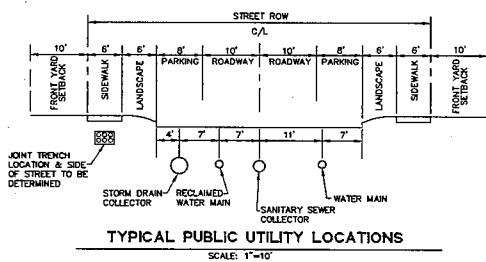 STREET ROW
C/L
10' 6' 6' 8' 10' 10' 8' 6' 6' 10'
FRONT YARD
SETBACK
SIDEWALK
LANDSCAPE
PARKING
ROADWAY
ROADWAY
PARKING
LANDSCAPE
SIDEWALK
FRONT YARD
SETBACK
4' 7' 7' 11' 7'
JOINT TRENCH
LOCATION & SIDE
OF STREET TO BE
DETERMINED
STORM DRAIN
COLLECTOR
RECLAIMED
WATER MAIN
SANITARY SEWER
COLLECTOR
WATER MAIN
TYPICAL PUBLIC UTILITY LOCATIONS
SCALE: 1"=10'